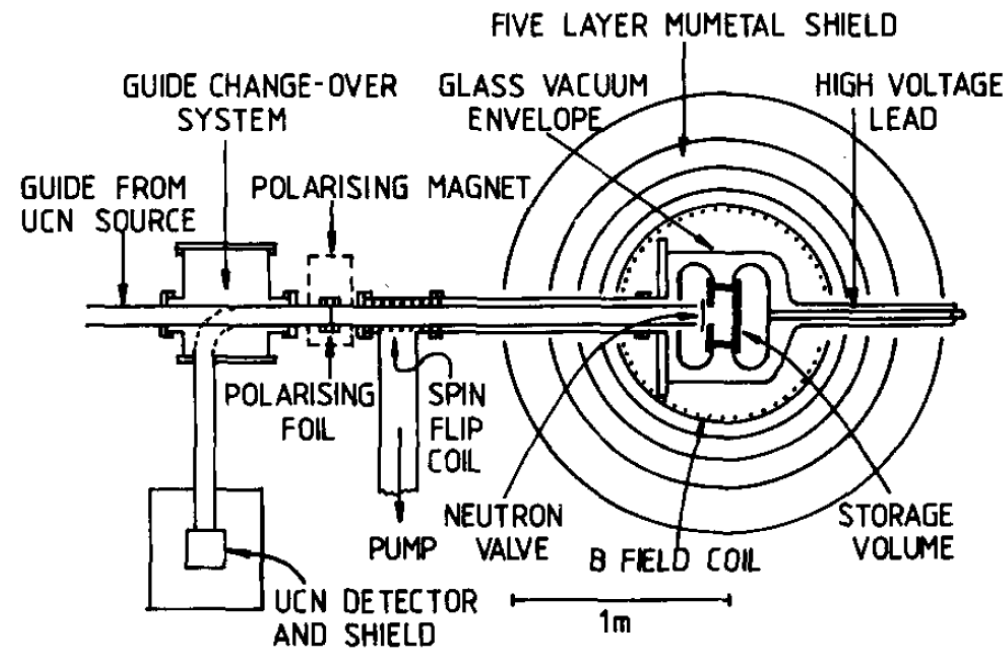 FIVE LAYER MUMETAL SHIELD
GUIDE CHANGE-OVER
SYSTEM
GLASS VACUUM
ENVELOPE
HIGH VOLTAGE
LEAD
GUIDE FROM
UCN SOURCE
POLARISING MAGNET
POLARISING
FOIL
SPIN
FLIP
COIL
PUMP
NEUTRON
VALVE
B FIELD COIL
STORAGE
VOLUME
UCN DETECTOR
AND SHIELD
1m